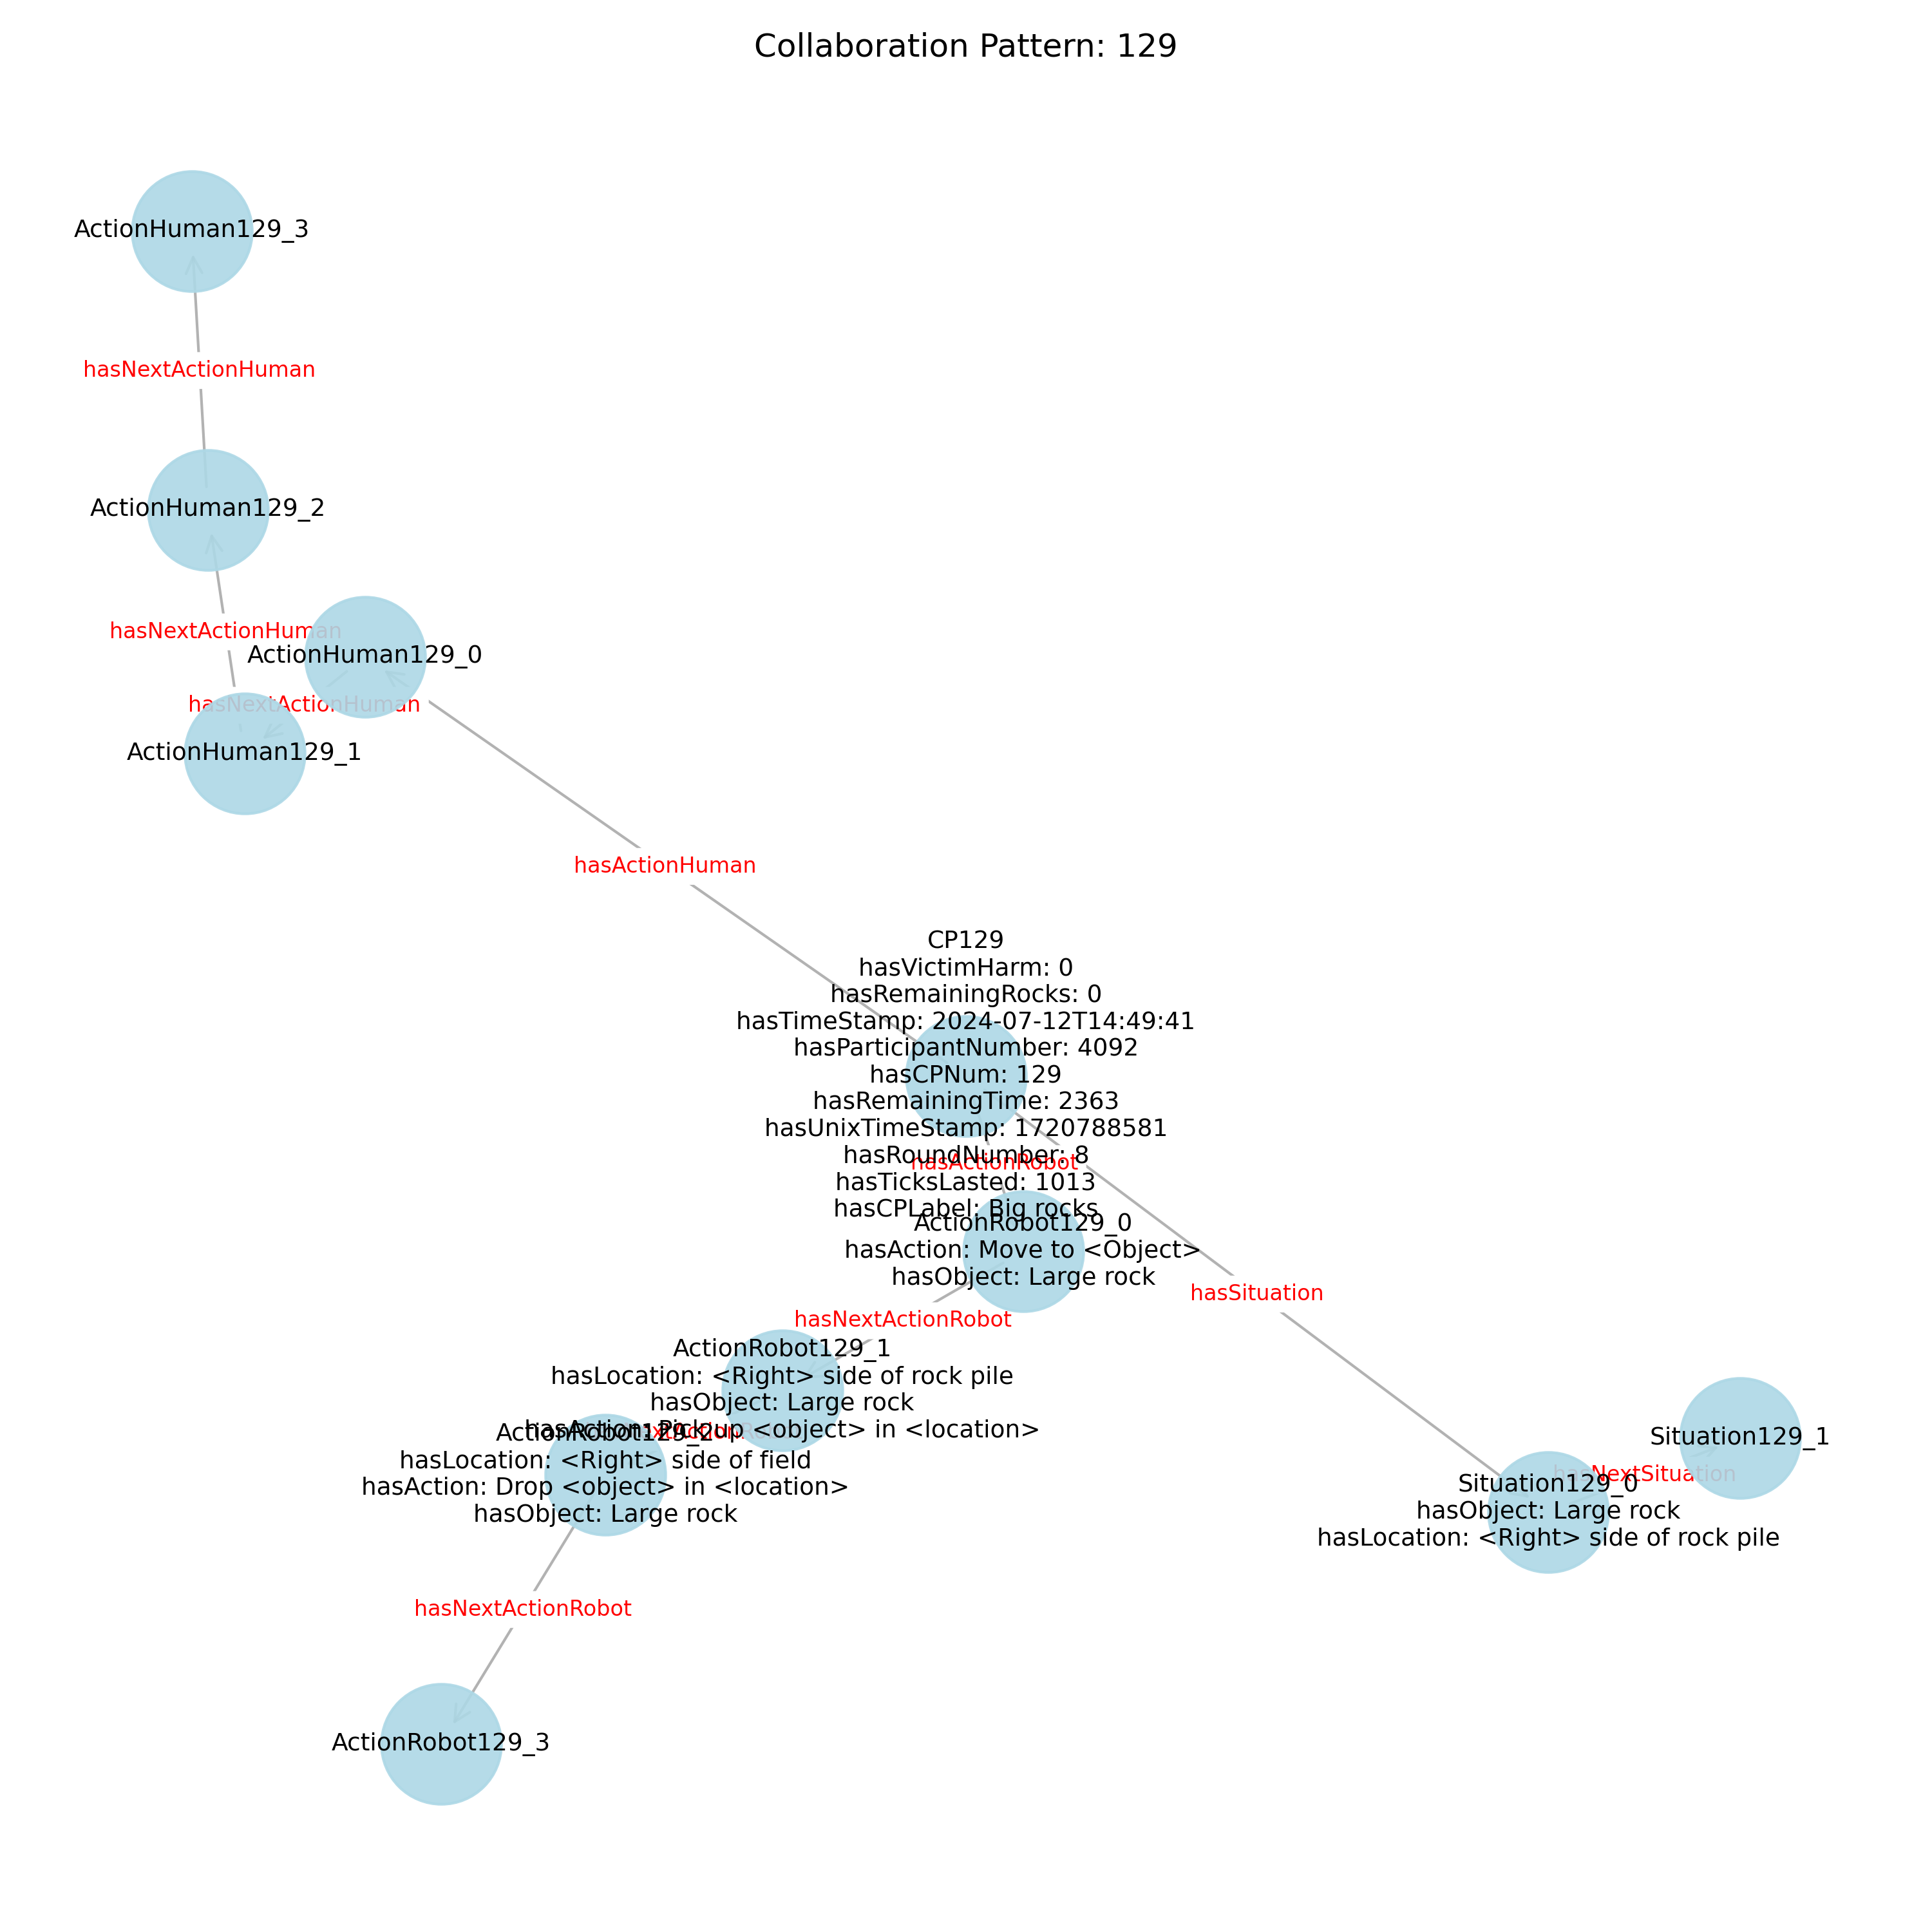 Collaboration Pattern: 129
ActionHuman129_3
hasNextActionHuman
ActionHuman129_2
hasNextActionHuman
ActionHuman129_0
hasNextActionHuman
ActionHuman129_1
hasActionHuman
CP129
hasVictimHarm: 0
hasRemainingRocks: 0
hasTimeStamp: 2024-07-12T14:49:41
hasParticipantNumber: 4092
hasCPNum: 129
hasRemainingTime: 2363
hasUnixTimeStamp: 1720788581
hasRoundNumber: 8
hasActionRobot
hasTicksLasted: 1013
hasCPLabel: Big rocks
ActionRobot129_0
hasAction: Move to <Object>
hasObject: Large rock
hasSituation
hasNextActionRobot
ActionRobot129_1
hasLocation: <Right> side of rock pile
hasObject: Large rock
hasAction: Pick up <object> in <location>
ActionRobot129_2
hasLocation: <Right> side of field
hasAction: Drop <object> in <location>
hasObject: Large rock
Situation129_1
hasNextSituation
Situation129_0
hasObject: Large rock
hasLocation: <Right> side of rock pile
hasNextActionRobot
ActionRobot129_3